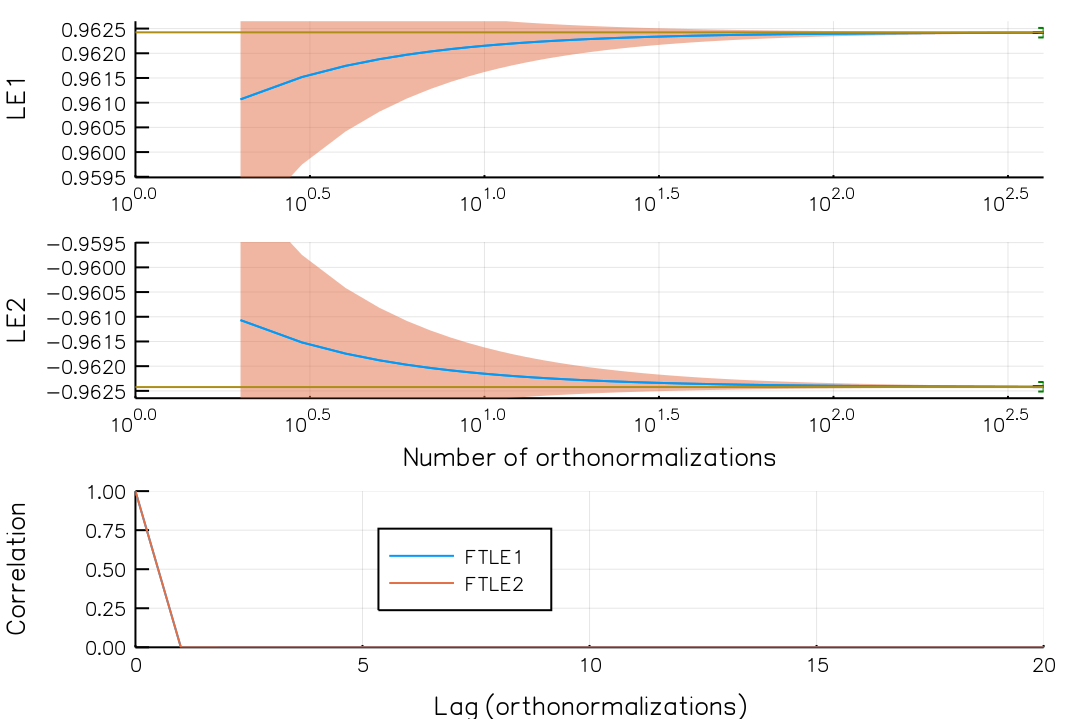 LE1
0.9625
0.9620
0.9615
0.9610
0.9605
0.9600
0.9595
10^0.0 10^0.5 10^1.0 10^1.5 10^2.0 10^2.5
LE2
−0.9595
−0.9600
−0.9605
−0.9610
−0.9615
−0.9620
−0.9625
10^0.0 10^0.5 10^1.0 10^1.5 10^2.0 10^2.5
Number of orthonormalizations
Correlation
1.00
0.75
0.50
0.25
0.00
FTLE1
FTLE2
0 5 10 15 20
Lag (orthonormalizations)